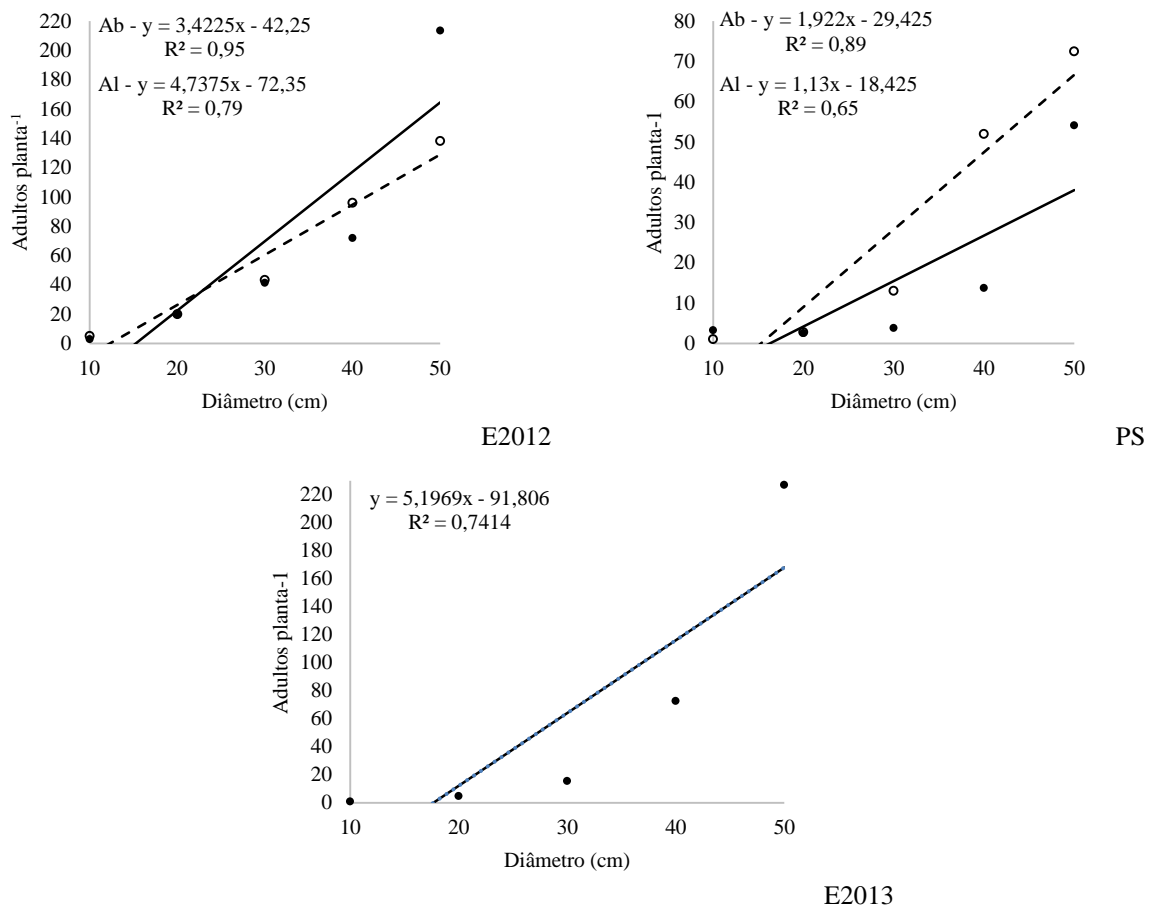 Ab - y = 3,4225x - 42,25
R² = 0,95
Al - y = 4,7375x - 72,35
R² = 0,79
220
200
180
160
140
120
100
80
60
40
20
0
10 20 30 40 50
Adultos planta⁻¹
Diâmetro (cm)
E2012
Ab - y = 1,922x - 29,425
R² = 0,89
Al - y = 1,13x - 18,425
R² = 0,65
80
70
60
50
40
30
20
10
0
10 20 30 40 50
Adultos planta-1
Diâmetro (cm)
PS
y = 5,1969x - 91,806
R² = 0,7414
220
200
180
160
140
120
100
80
60
40
20
0
10 20 30 40 50
Adultos planta-1
Diâmetro (cm)
E2013